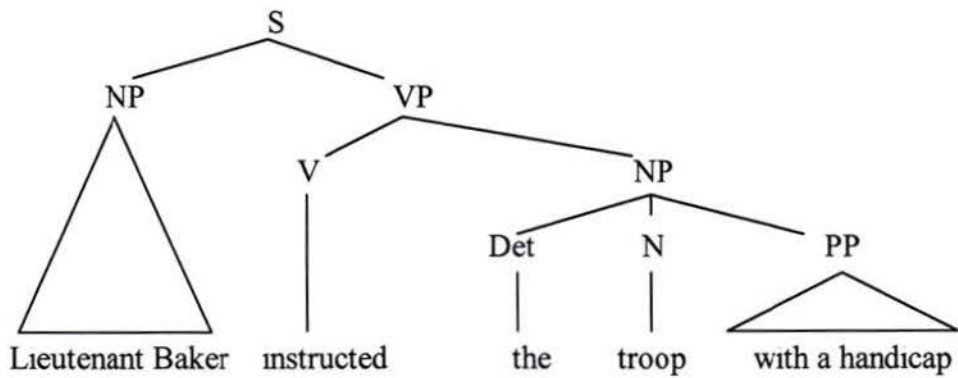 S
NP VP
V NP
Det N PP
Lieutenant Baker instructed the troop with a handicap